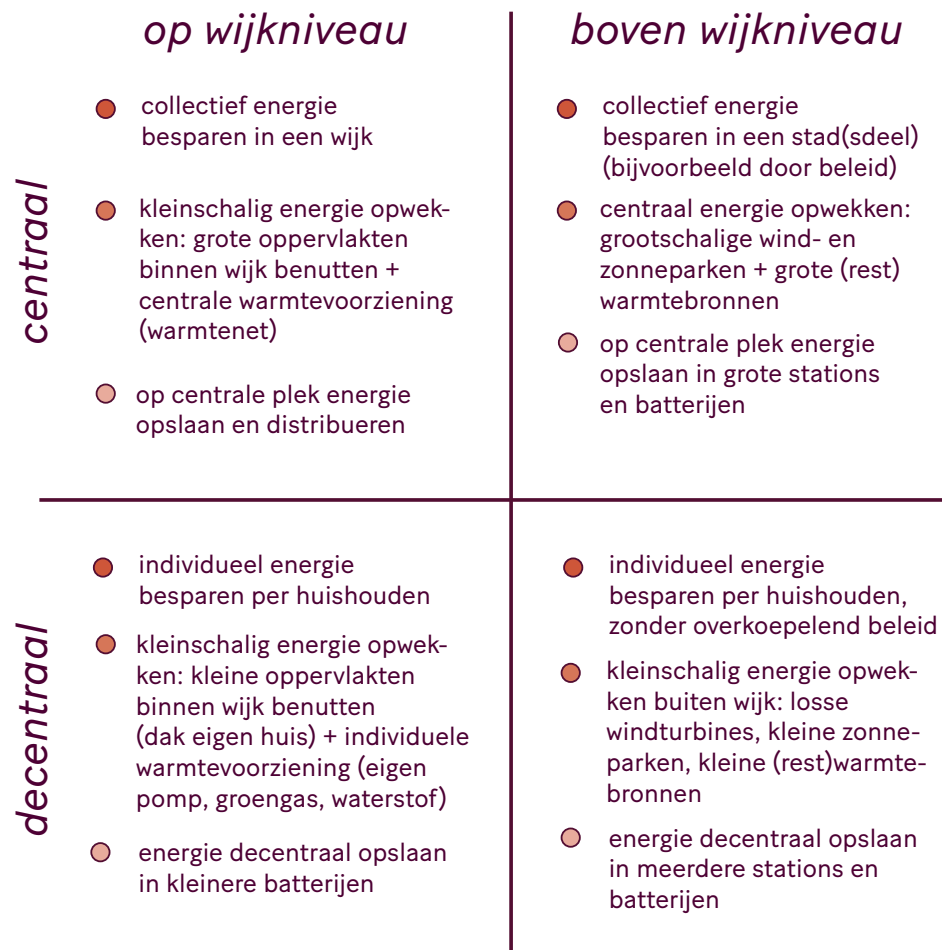 op wijkniveau
boven wijkniveau
centraal
collectief energie
besparen in een wijk
kleinschalig energie opwek-
ken: grote oppervlakten
binnen wijk benutten +
centrale warmtevoorziening
(warmtenet)
op centrale plek energie
opslaan en distribueren
collectief energie
besparen in een stad(sdeel)
(bijvoorbeeld door beleid)
centraal energie opwekken:
grootschalige wind- en
zonneparken + grote (rest)
warmtebronnen
op centrale plek energie
opslaan in grote stations
en batterijen
decentraal
individueel energie
besparen per huishouden
kleinschalig energie opwek-
ken: kleine oppervlakten
binnen wijk benutten
(dak eigen huis) + individuele
warmtevoorziening (eigen
pomp, groengas, waterstof)
energie decentraal opslaan
in kleinere batterijen
individueel energie
besparen per huishouden,
zonder overkoepelend beleid
kleinschalig energie opwek-
ken buiten wijk: losse
windturbines, kleine zonne-
parken, kleine (rest)warmte-
bronnen
energie decentraal opslaan
in meerdere stations en
batterijen